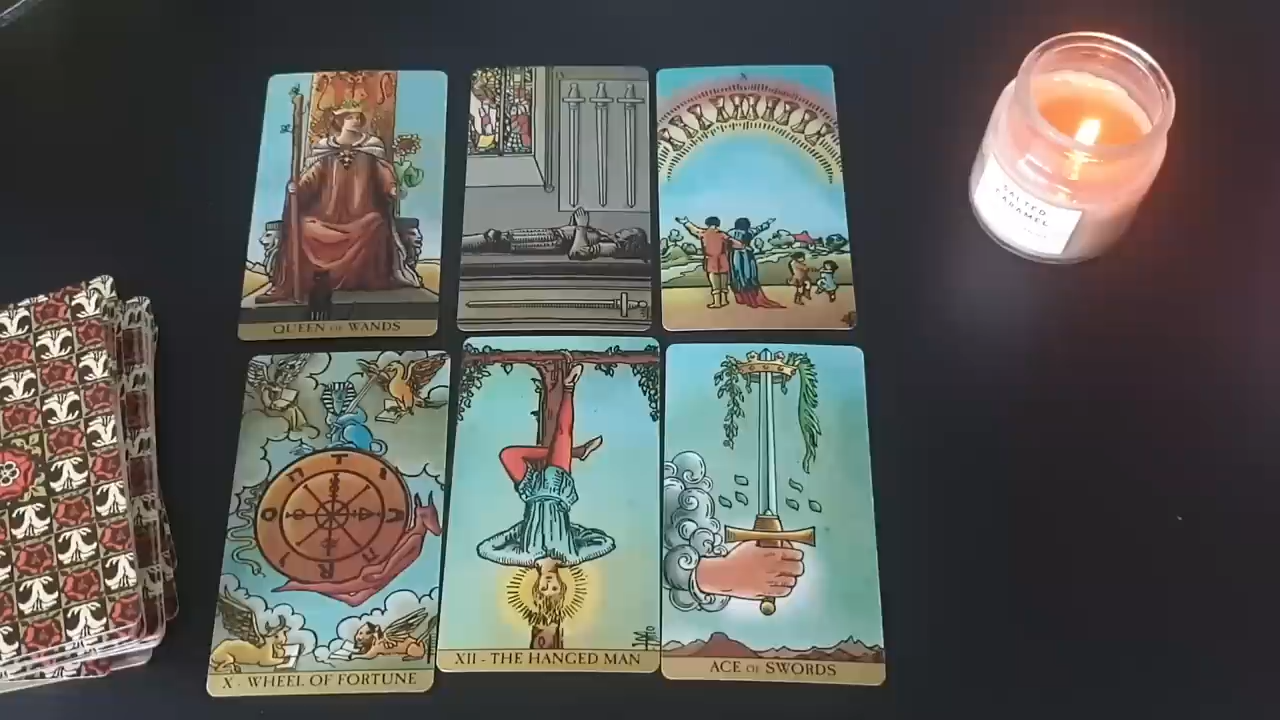 QUEEN OF WANDS
X
X - WHEEL OF FORTUNE
XII - THE HANGED MAN
ACE OF SWORDS
SALTED
CARAMEL